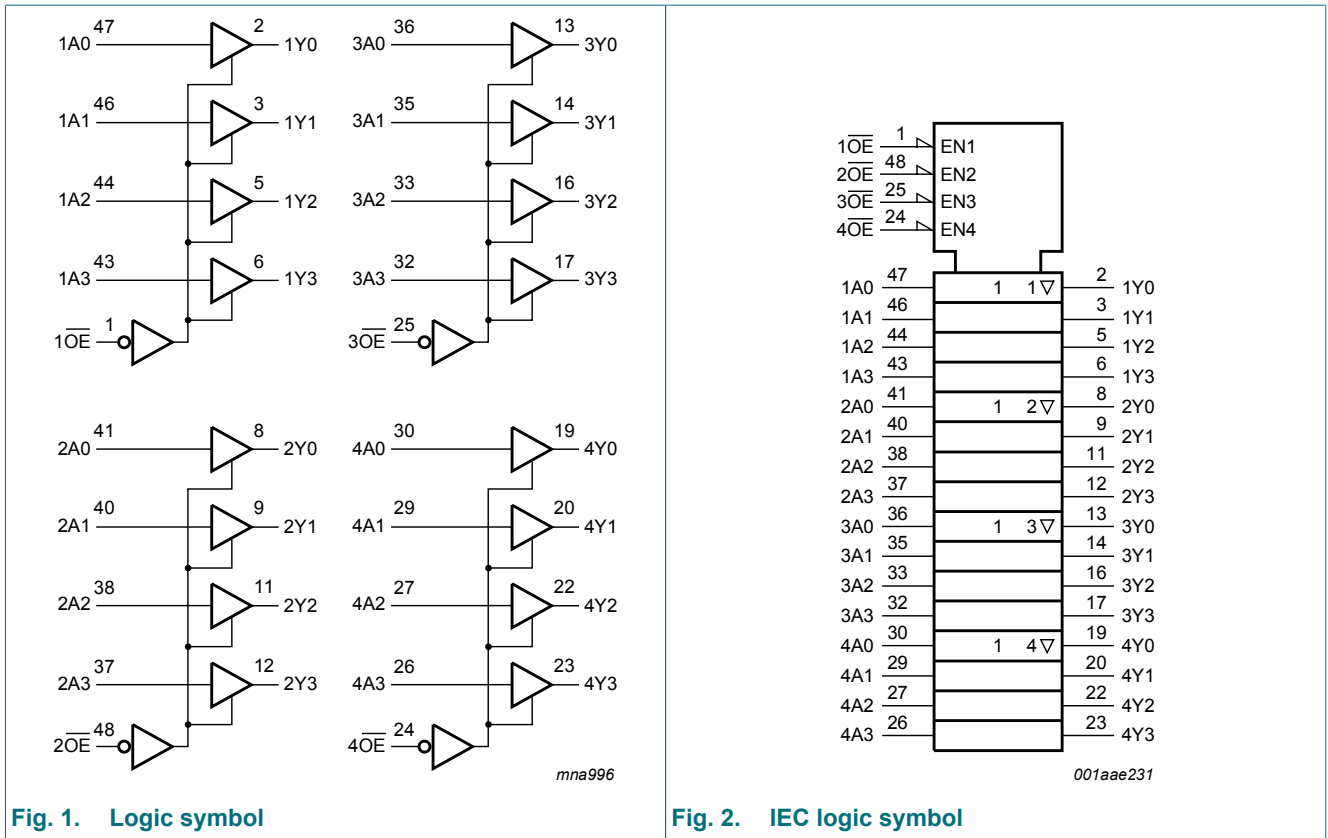 47 2
1A0 1Y0
46 3
1A1 1Y1
44 5
1A2 1Y2
43 6
1A3 1Y3
1
1O̅E̅
36 13
3A0 3Y0
35 14
3A1 3Y1
33 16
3A2 3Y2
32 17
3A3 3Y3
25
3O̅E̅
41 8
2A0 2Y0
40 9
2A1 2Y1
38 11
2A2 2Y2
37 12
2A3 2Y3
48
2O̅E̅
30 19
4A0 4Y0
29 20
4A1 4Y1
27 22
4A2 4Y2
26 23
4A3 4Y3
24
4O̅E̅
mna996
Fig. 1. Logic symbol
1O̅E̅ 1 EN1
2O̅E̅ 48 EN2
3O̅E̅ 25 EN3
4O̅E̅ 24 EN4
1A0 47 1 1▽ 2 1Y0
1A1 46 3 1Y1
1A2 44 5 1Y2
1A3 43 6 1Y3
2A0 41 1 2▽ 8 2Y0
2A1 40 9 2Y1
2A2 38 11 2Y2
2A3 37 12 2Y3
3A0 36 1 3▽ 13 3Y0
3A1 35 14 3Y1
3A2 33 16 3Y2
3A3 32 17 3Y3
4A0 30 1 4▽ 19 4Y0
4A1 29 20 4Y1
4A2 27 22 4Y2
4A3 26 23 4Y3
001aae231
Fig. 2. IEC logic symbol